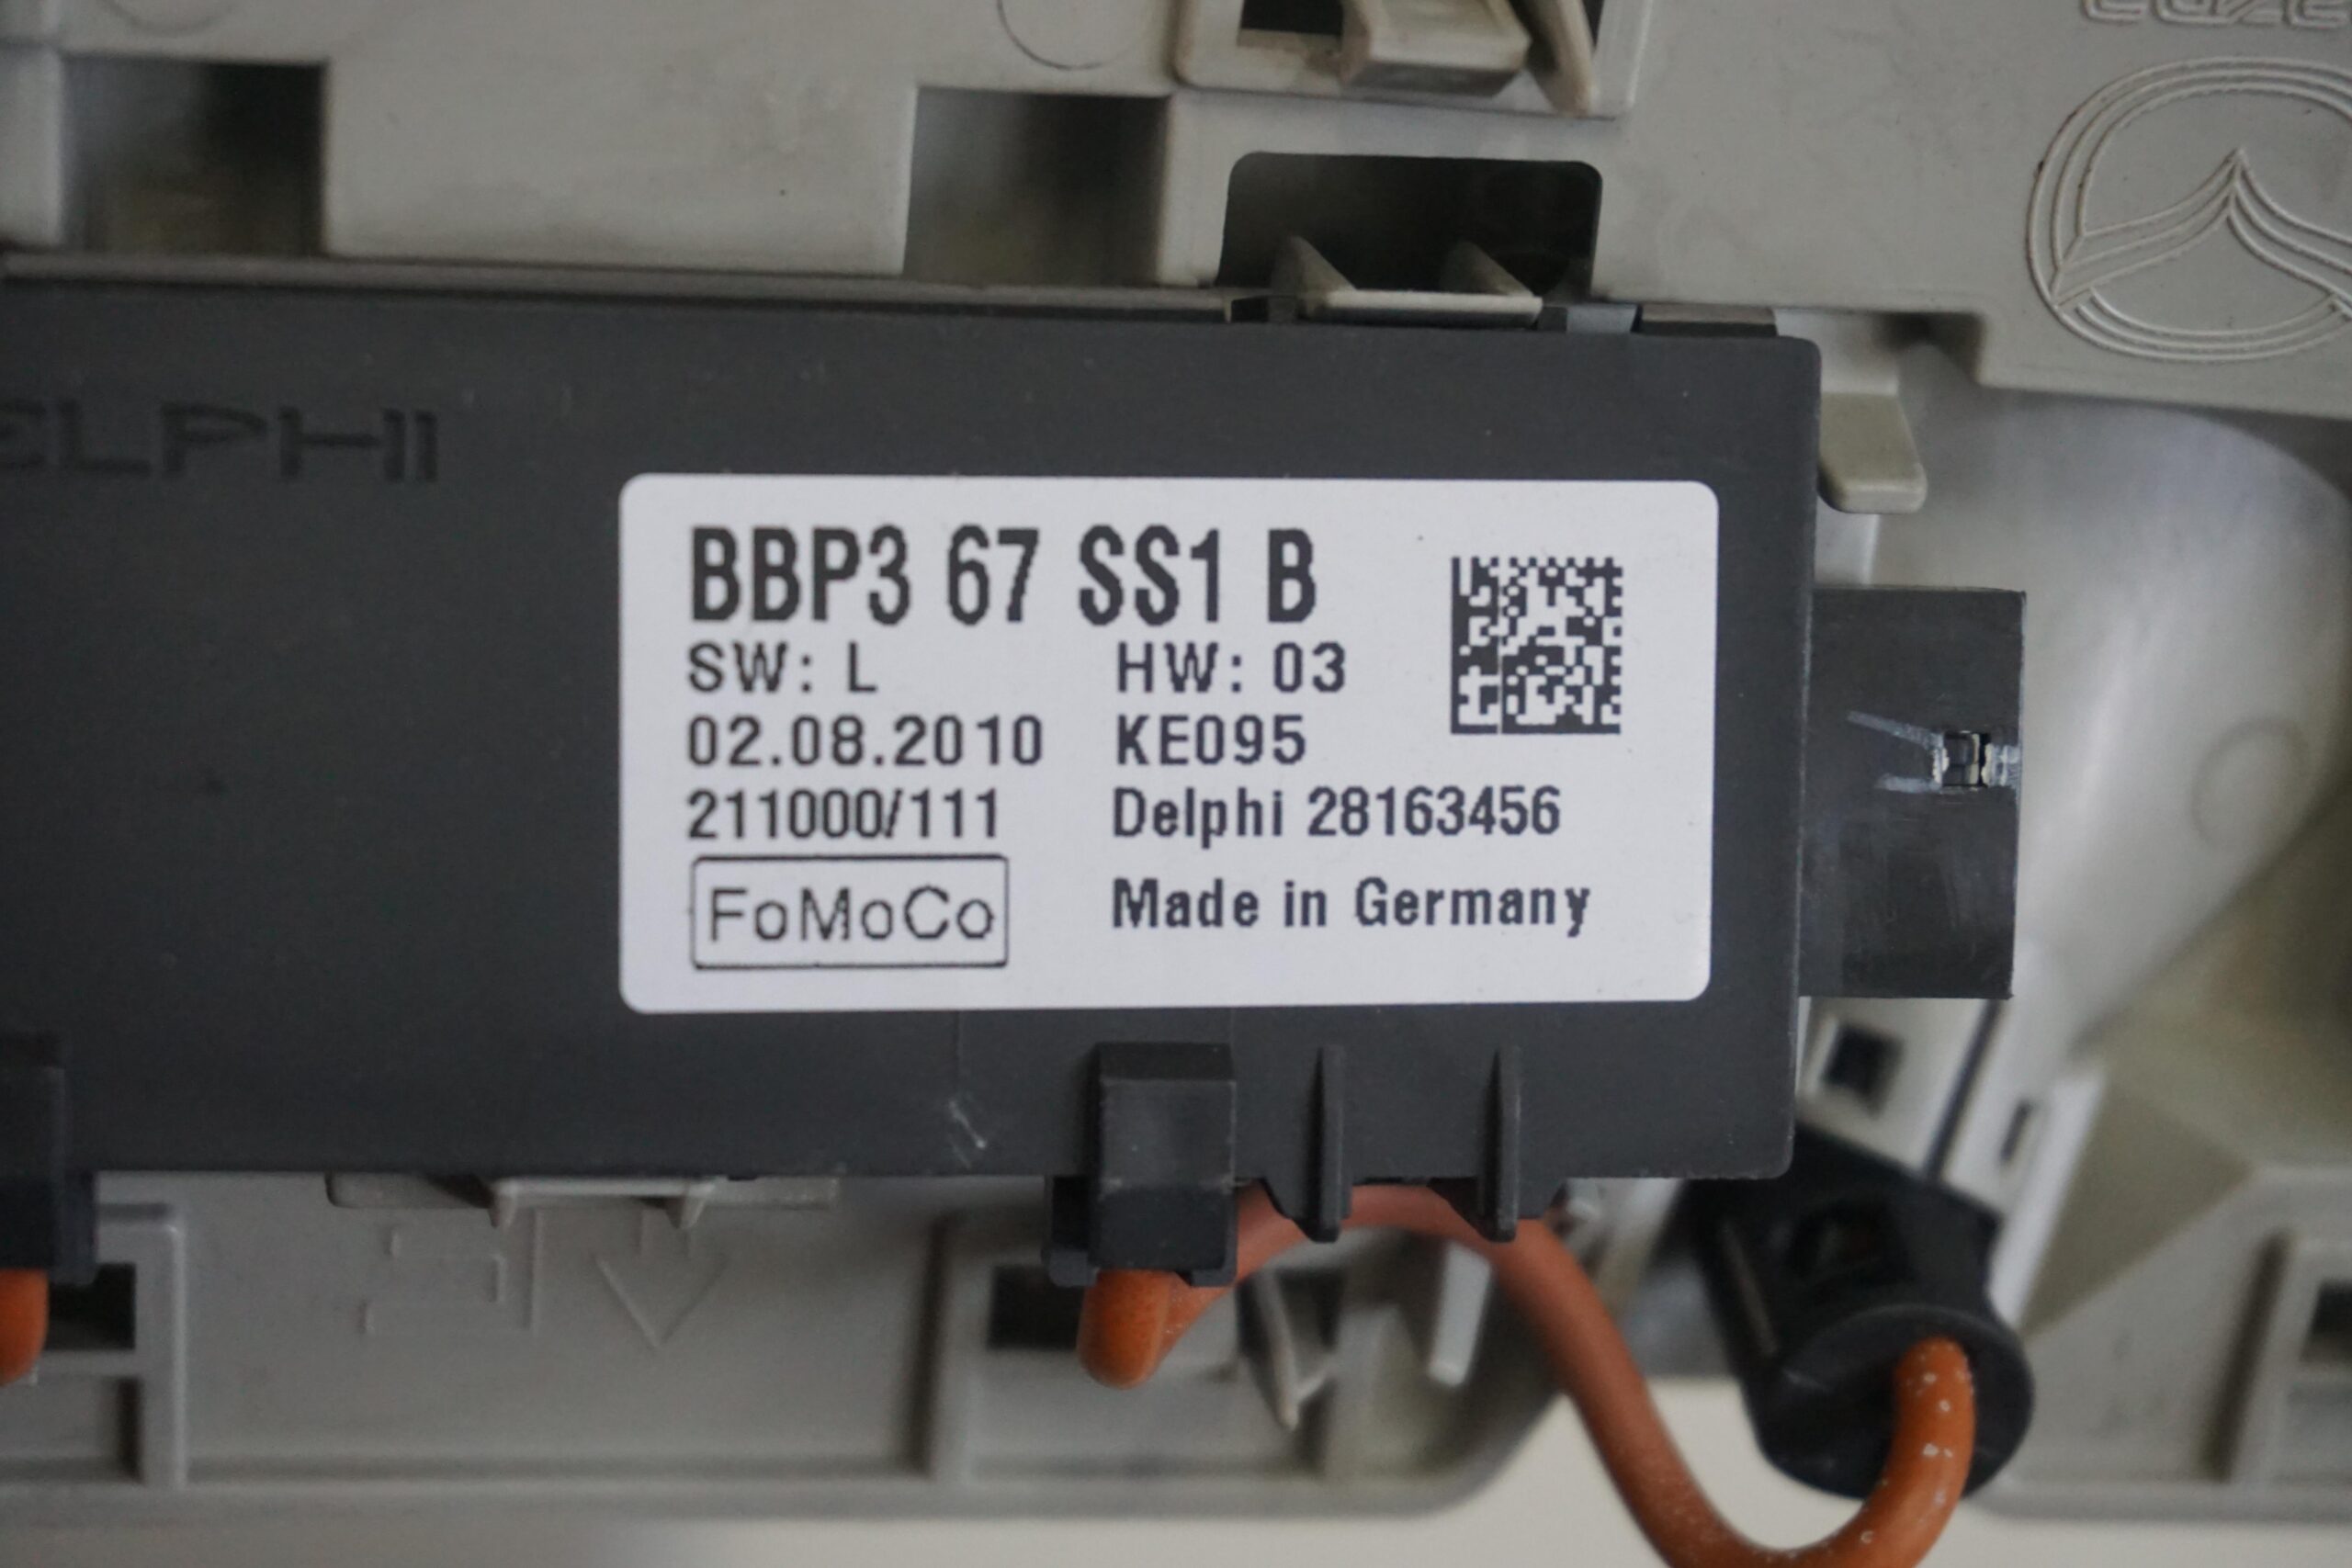 ELPHI
BBP3 67 SS1 B
SW: L HW: 03
02.08.2010 KE095
211000/111 Delphi 28163456
FoMoCo Made in Germany